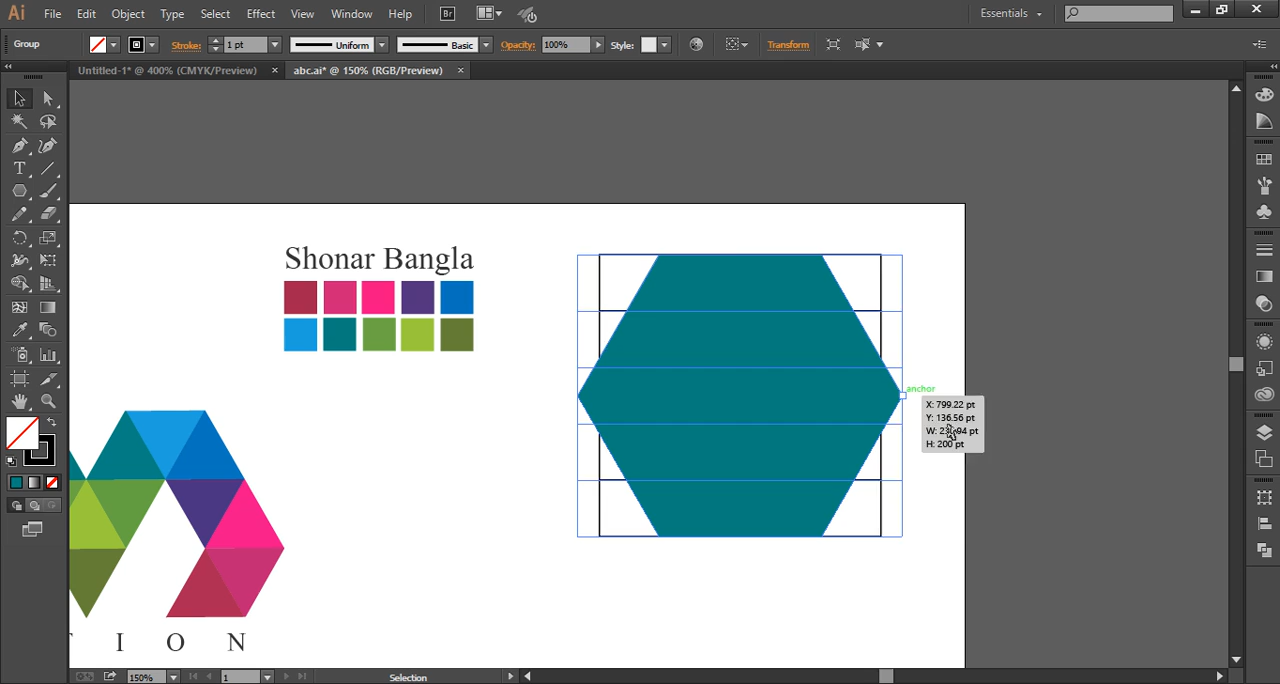 Ai File Edit Object Type Select Effect View Window Help Br Essentials
Group Stroke: 1 pt Uniform Basic Opacity: 100% Style: Transform
Untitled-1* @ 400% (CMYK/Preview) × abc.ai* @ 150% (RGB/Preview) ×
Shonar Bangla
anchor
X: 799.22 pt
Y: 136.56 pt
W: pt
H: 200 pt
I O N
150% 1 Selection